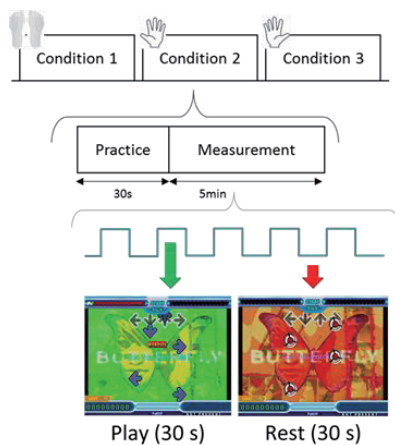 Condition 1 Condition 2 Condition 3
Practice Measurement
30s 5min
BUTTERFLY BUTTERFLY
Play (30 s) Rest (30 s)